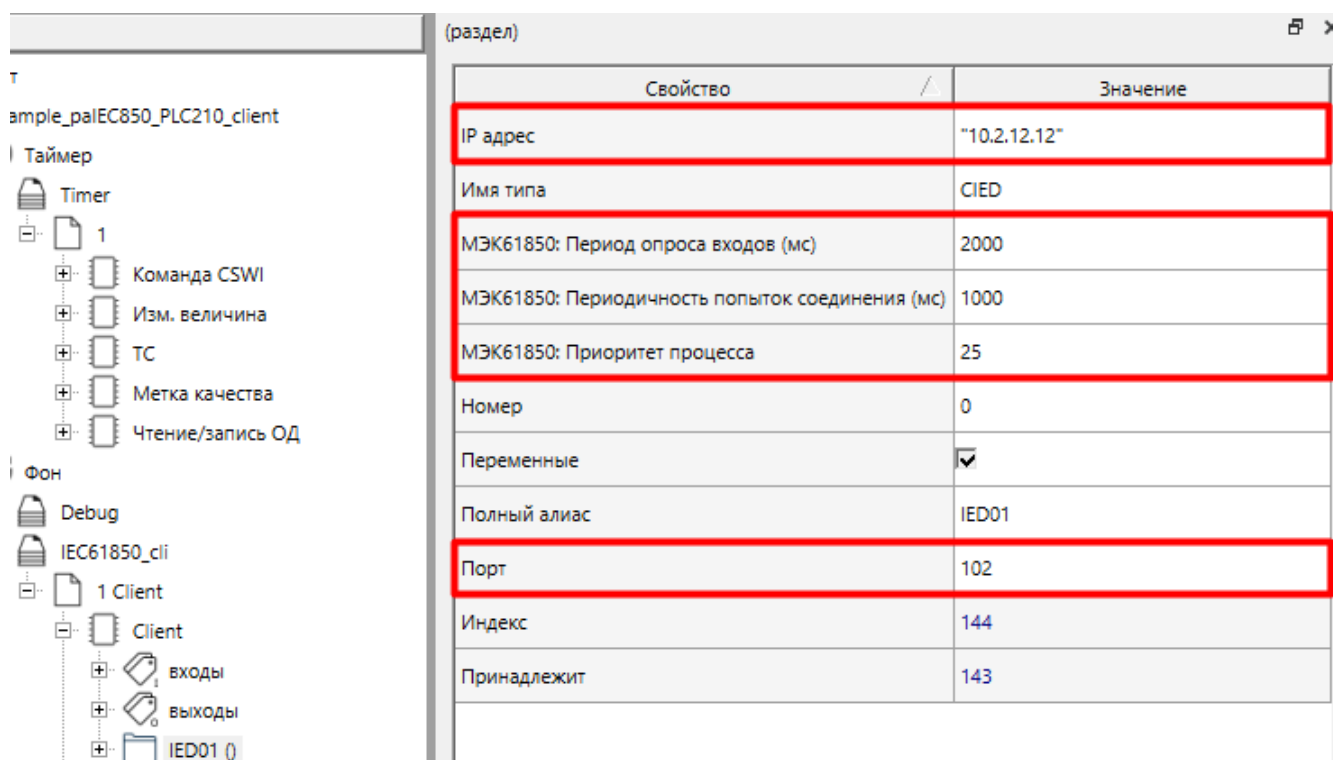 (раздел)
т
ample_paIEC850_PLC210_client
Таймер
Timer
1
Команда CSWI
Изм. величина
ТС
Метка качества
Чтение/запись ОД
Фон
Debug
IEC61850_cli
1 Client
Client
входы
выходы
IED01 ()
Свойство Значение
IP адрес "10.2.12.12"
Имя типа CIED
МЭК61850: Период опроса входов (мс) 2000
МЭК61850: Периодичность попыток соединения (мс) 1000
МЭК61850: Приоритет процесса 25
Номер 0
Переменные
Полный алиас IED01
Порт 102
Индекс 144
Принадлежит 143